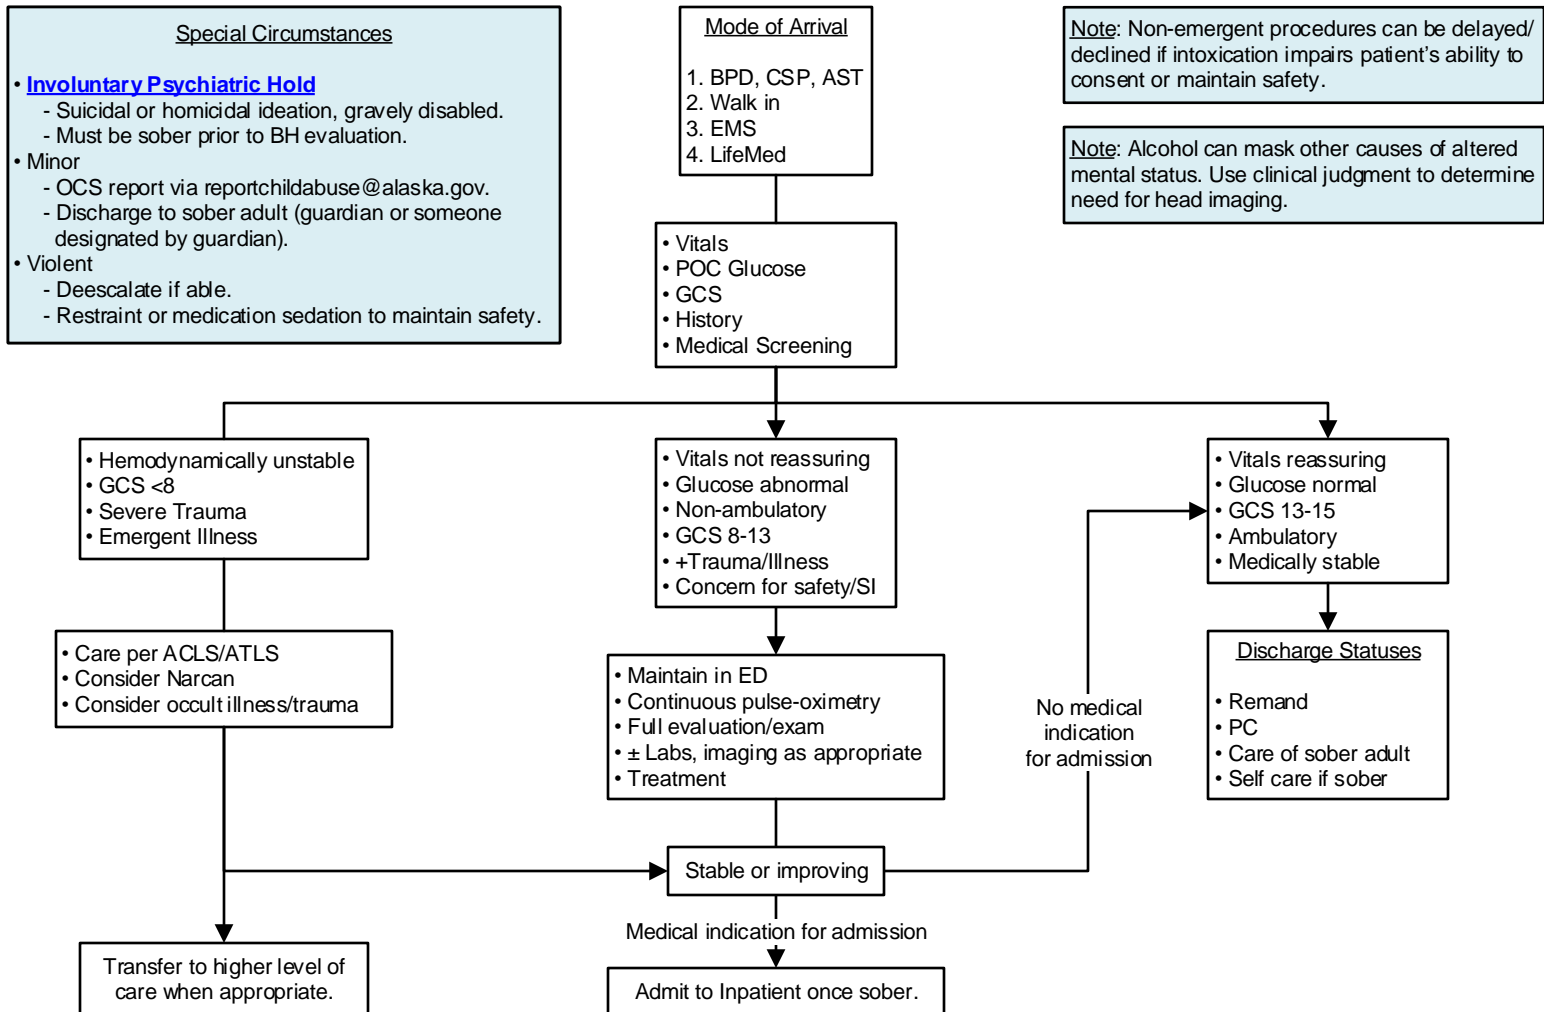 Special Circumstances
• Involuntary Psychiatric Hold
- Suicidal or homicidal ideation, gravely disabled.
- Must be sober prior to BH evaluation.
• Minor
- OCS report via reportchildabuse@alaska.gov.
- Discharge to sober adult (guardian or someone
designated by guardian).
• Violent
- Deescalate if able.
- Restraint or medication sedation to maintain safety.
Mode of Arrival
1. BPD, CSP, AST
2. Walk in
3. EMS
4. LifeMed
Note: Non-emergent procedures can be delayed/
declined if intoxication impairs patient's ability to
consent or maintain safety.
Note: Alcohol can mask other causes of altered
mental status. Use clinical judgment to determine
need for head imaging.
• Vitals
• POC Glucose
• GCS
• History
• Medical Screening
• Hemodynamically unstable
• GCS <8
• Severe Trauma
• Emergent Illness
• Vitals not reassuring
• Glucose abnormal
• Non-ambulatory
• GCS 8-13
• +Trauma/Illness
• Concern for safety/SI
• Vitals reassuring
• Glucose normal
• GCS 13-15
• Ambulatory
• Medically stable
• Care per ACLS/ATLS
• Consider Narcan
• Consider occult illness/trauma
• Maintain in ED
• Continuous pulse-oximetry
• Full evaluation/exam
• ± Labs, imaging as appropriate
• Treatment
No medical
indication
for admission
Discharge Statuses
• Remand
• PC
• Care of sober adult
• Self care if sober
Stable or improving
Medical indication for admission
Transfer to higher level of
care when appropriate.
Admit to Inpatient once sober.